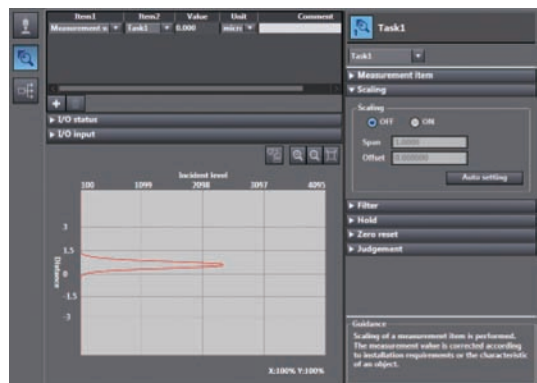 Item1 Item2 Value Unit Comment
Measurement v Task1 0.000 micro
I/O status
I/O input
Incident level
100 1099 2098 3097 4095
3
1.5
0
-1.5
-3
Distance
X:100% Y:100%
Task1
Task1
Measurement item
Scaling
Scaling
OFF ON
Span 1.0000
Offset 0.000000
Auto setting
Filter
Hold
Zero reset
Judgement
Guidance
Scaling of a measurement item is performed.
The measurement value is corrected according
to installation requirements or the characteristic
of an object.